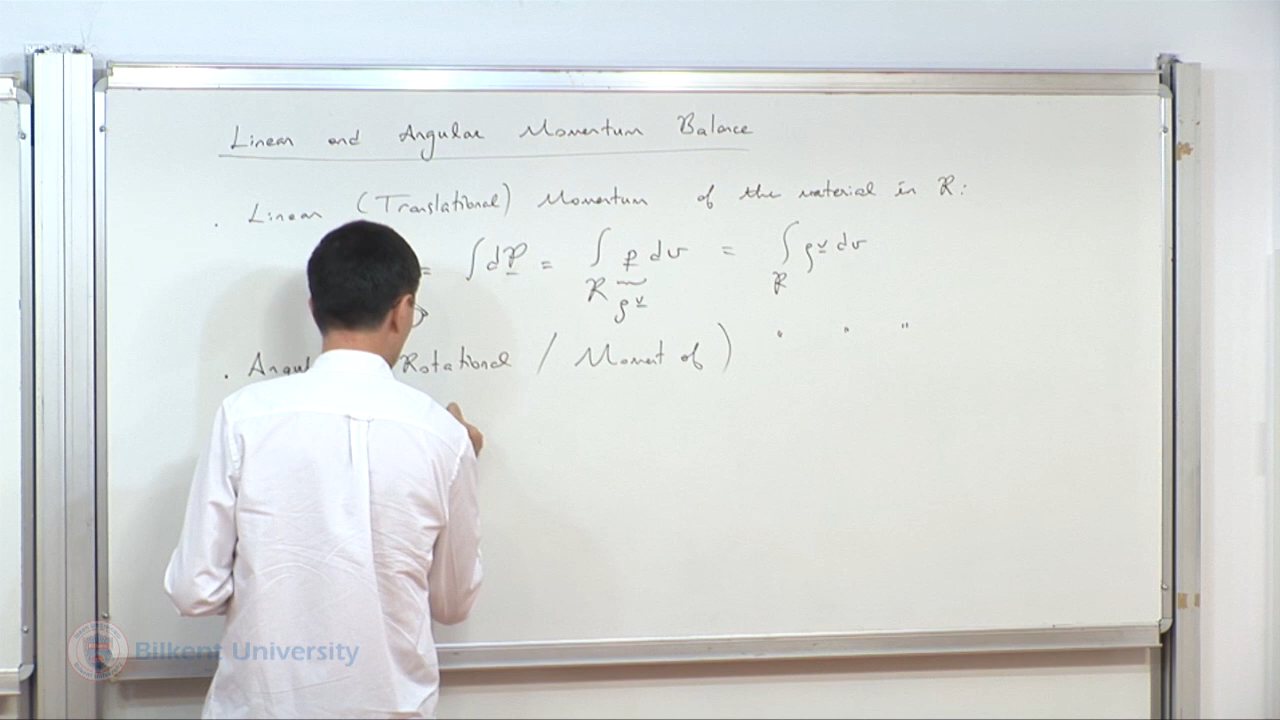 Linear and Angular Momentum Balance
. Linear (Translational) Momentum of the material in ℛ:
= ∫d𝒫 = ∫ p dv = ∫ ρv dv
ℛ ρv ℛ
. Angu Rotational / Moment of) " " "
Bilkent University